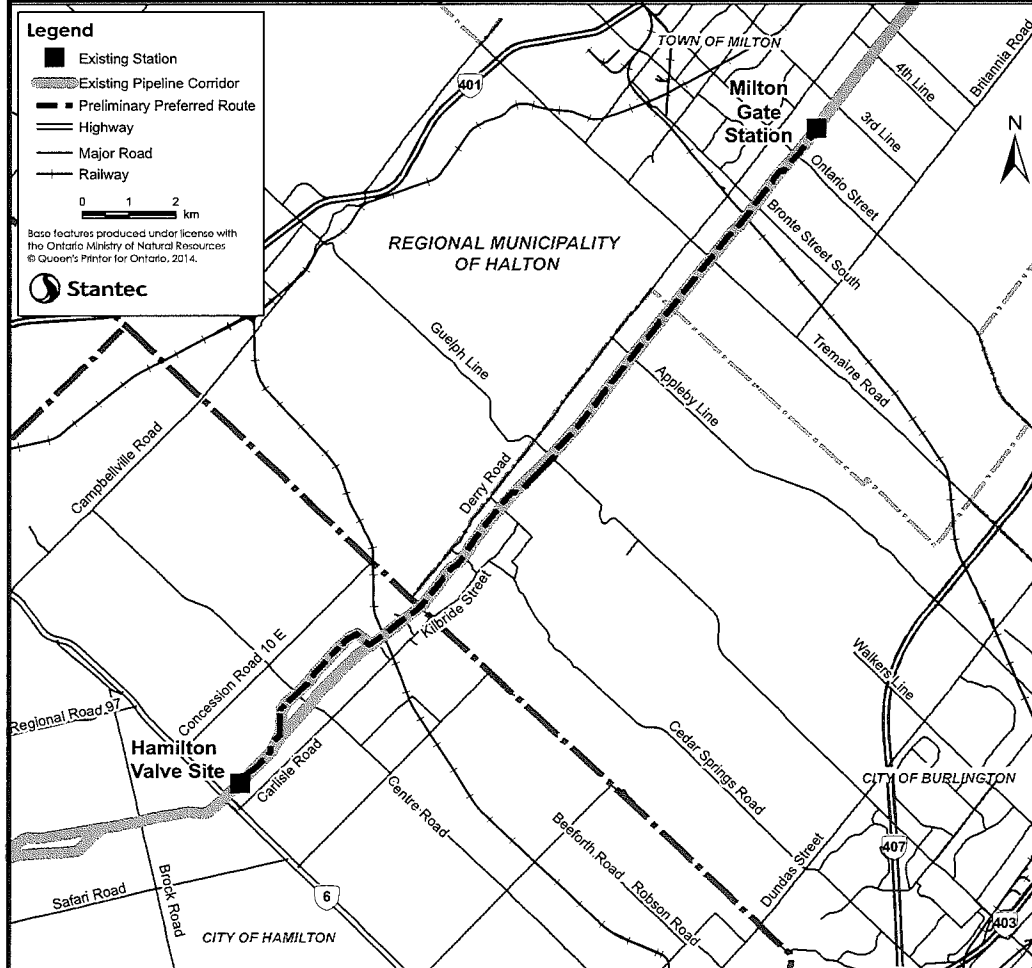 Legend
Existing Station
Existing Pipeline Corridor
Preliminary Preferred Route
Highway
Major Road
Railway
0 1 2
km
Base features produced under license with
the Ontario Ministry of Natural Resources
© Queen's Printer for Ontario, 2014.
Stantec
401
TOWN OF MILTON
Milton
Gate
Station
4th Line
Britannia Road
3rd Line
N
Ontario Street
Bronte Street South
REGIONAL MUNICIPALITY
OF HALTON
Guelph Line
Tremaine Road
Appleby Line
Campbellville Road
Derry Road
Kilbride Street
Concession Road 10 E
Regional Road 97
Hamilton
Valve Site
Carlisle Road
Centre Road
Walkers Line
Cedar Springs Road
CITY OF BURLINGTON
Beeforth Road
Robson Road
Dundas Street
407
403
Safari Road
Brock Road
6
CITY OF HAMILTON